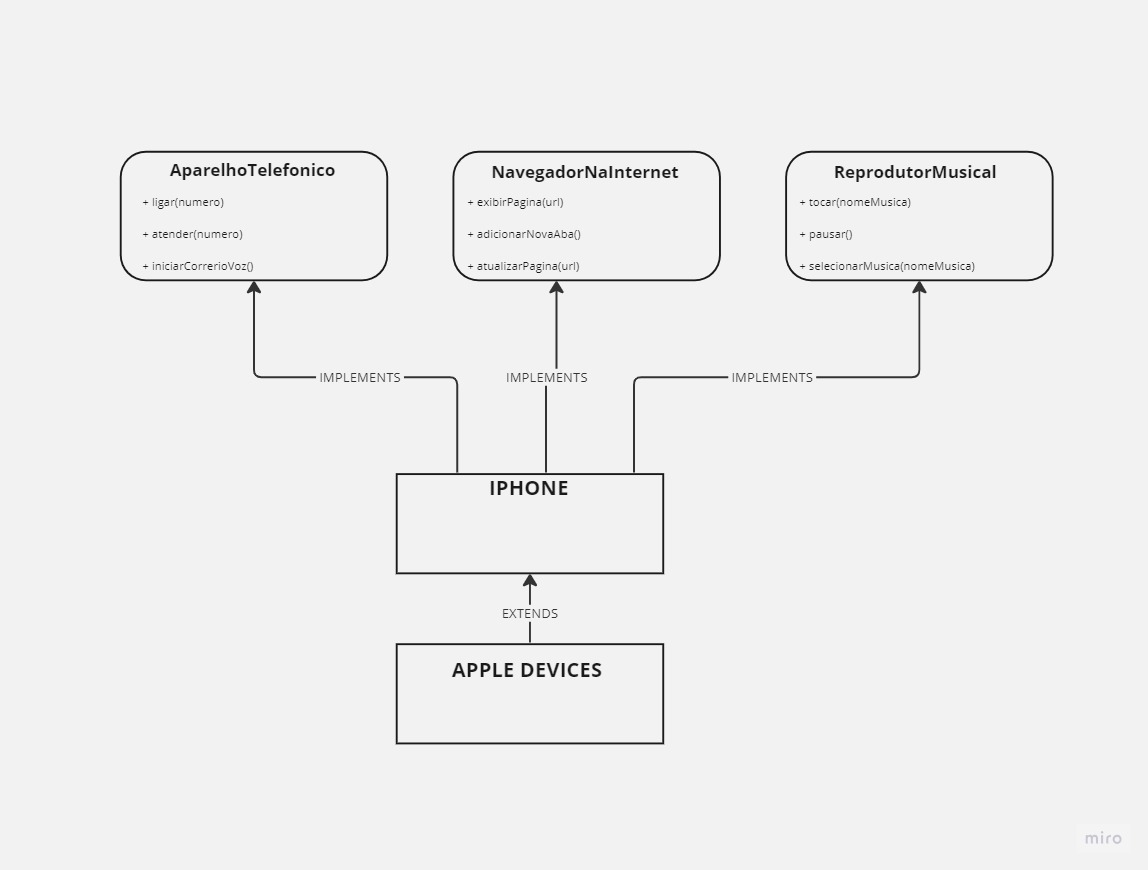 AparelhoTelefonico
+ ligar(numero)
+ atender(numero)
+ iniciarCorrerioVoz()
NavegadorNaInternet
+ exibirPagina(url)
+ adicionarNovaAba()
+ atualizarPagina(url)
ReprodutorMusical
+ tocar(nomeMusica)
+ pausar()
+ selecionarMusica(nomeMusica)
IMPLEMENTS
IMPLEMENTS
IMPLEMENTS
IPHONE
EXTENDS
APPLE DEVICES
miro